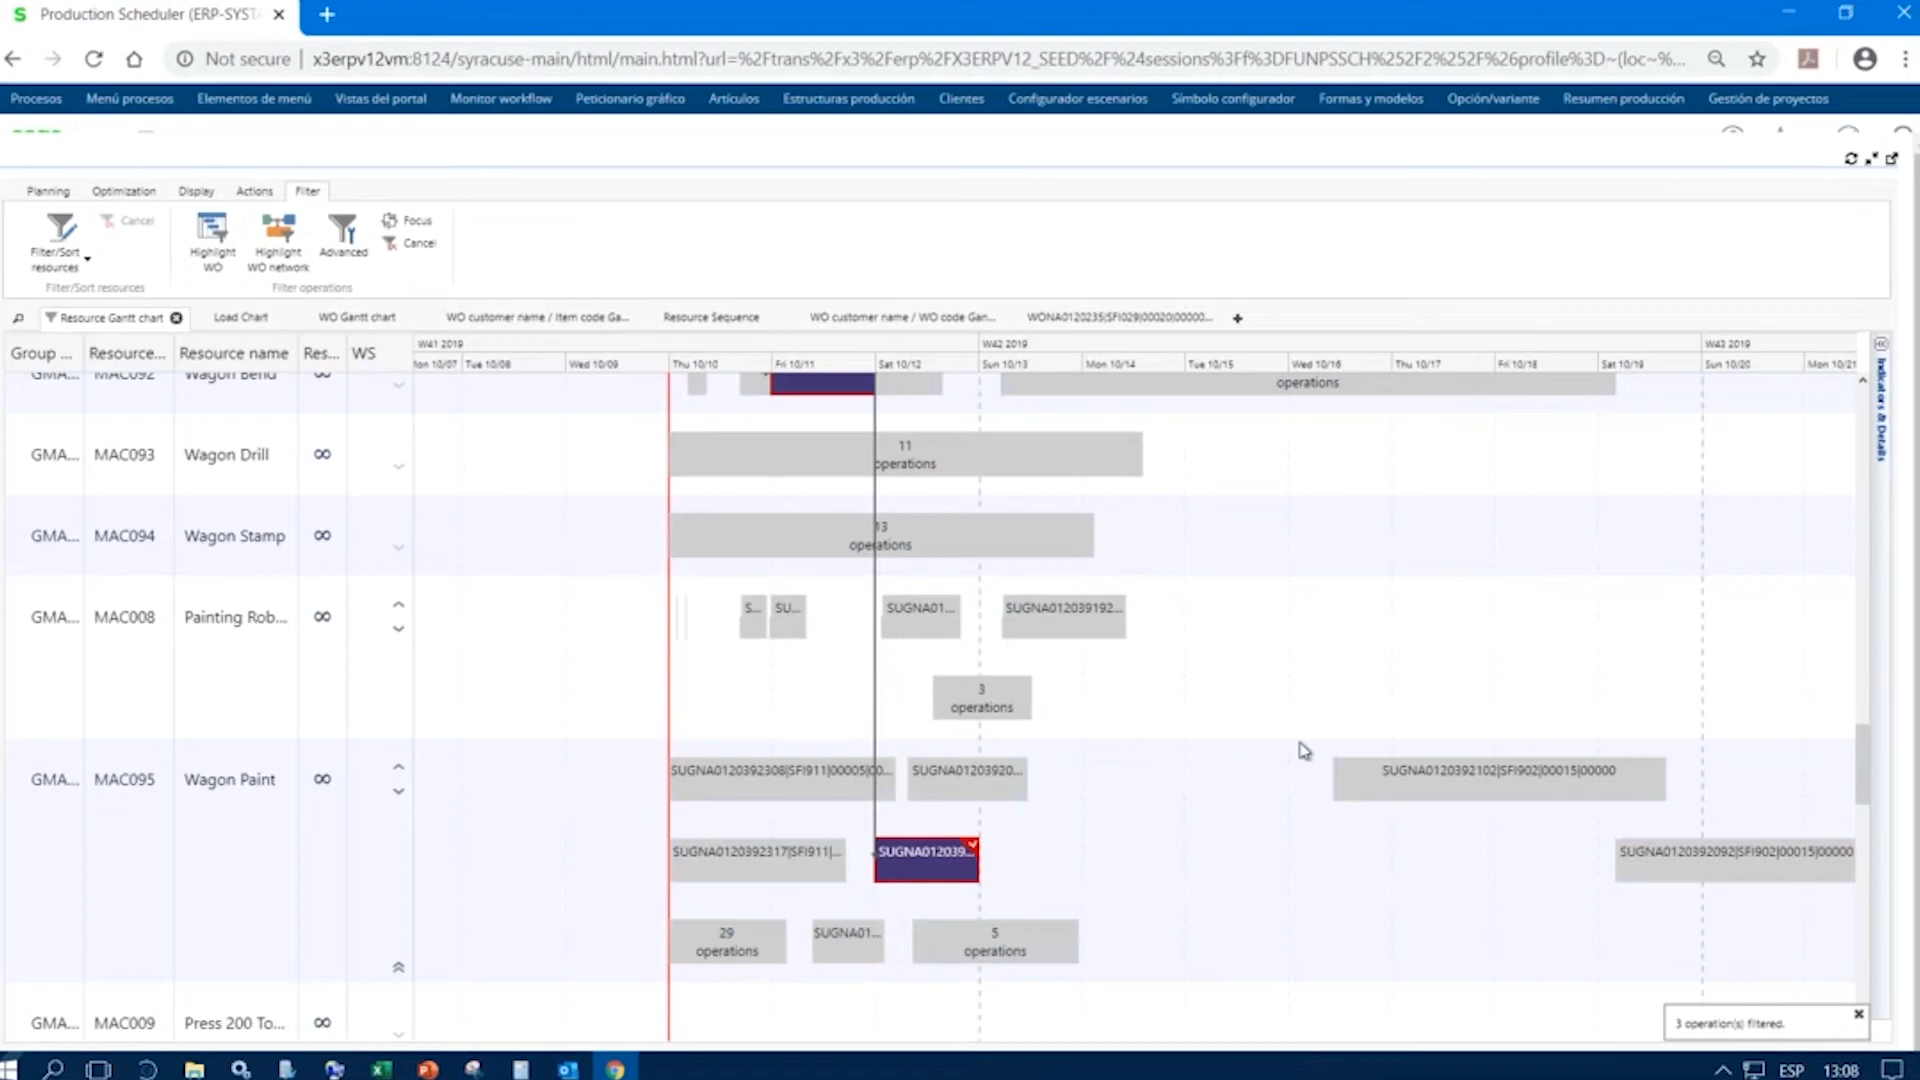 Production Scheduler (ERP-SYST
Not secure | x3erpv12vm:8124/syracuse-main/html/main.html?url=%2Ftrans%2Fx3%2Ferp%2FX3ERPV12_SEED%2F%24sessions%3Ff%3DFUNPSSCH%252F2%252F%26profile%3D~(loc~%...
Procesos Menú procesos Elementos de menú Vistas del portal Monitor workflow Peticionario gráfico Artículos Estructuras producción Clientes Configurador escenarios Símbolo configurador Formas y modelos Opción/variante Resumen producción Gestión de proyectos
Planning Optimization Display Actions Filter
Filter/Sort resources
Cancel
Highlight WO
Highlight WO network
Advanced
Focus
Cancel
Filter/Sort resources
Filter operations
Resource Gantt chart Load Chart WO Gantt chart WO customer name / Item code Ga... Resource Sequence WO customer name / WO code Gan... WONA0120235|SFI029|00020|00000...
Group ... Resource... Resource name Res... WS
W41 2019 W42 2019 W43 2019
on 10/07 Tue 10/08 Wed 10/09 Thu 10/10 Fri 10/11 Sat 10/12 Sun 10/13 Mon 10/14 Tue 10/15 Wed 10/16 Thu 10/17 Fri 10/18 Sat 10/19 Sun 10/20 Mon 10/21
Indicators & Details
GMA... MAC092 Wagon Bend ∞
operations
GMA... MAC093 Wagon Drill ∞
11
operations
GMA... MAC094 Wagon Stamp ∞
13
operations
GMA... MAC008 Painting Rob... ∞
S... SU... SUGNA01... SUGNA012039192...
3
operations
GMA... MAC095 Wagon Paint ∞
SUGNA0120392308|SFI911|00005|00... SUGNA01203920... SUGNA0120392102|SFI902|00015|00000
SUGNA0120392317|SFI911|... SUGNA012039... SUGNA0120392092|SFI902|00015|00000
29
operations
SUGNA01...
5
operations
GMA... MAC009 Press 200 To... ∞
3 operation(s) filtered.
ESP 13:08